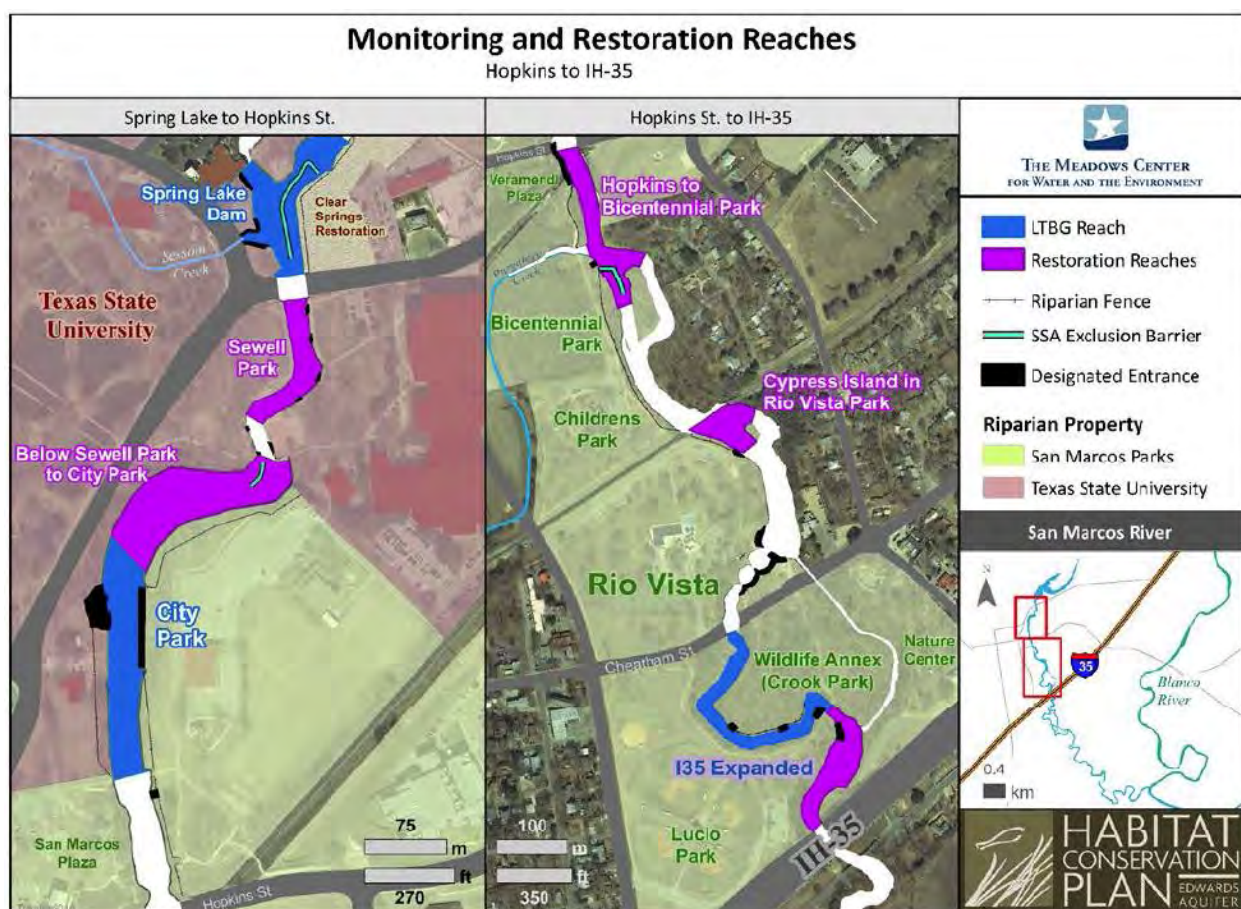 Monitoring and Restoration Reaches
Hopkins to IH-35
Spring Lake to Hopkins St.
Spring Lake
Dam
Clear
Springs
Restoration
Sessom
Creek
Texas State
University
Sewell
Park
Below Sewell Park
to City Park
City
Park
San Marcos
Plaza
Hopkins St.
75
m
ft
270
Hopkins St. to IH-35
Hopkins St.
Veramendi
Plaza
Hopkins to
Bicentennial Park
Purgatory
Creek
Bicentennial
Park
Childrens
Park
Cypress Island in
Rio Vista Park
Rio Vista
Cheatham St.
Wildlife Annex
(Crook Park)
Nature
Center
I35 Expanded
Lucio
Park
IH-35
100
m
ft
350
THE MEADOWS CENTER
FOR WATER AND THE ENVIRONMENT
LTBG Reach
Restoration Reaches
Riparian Fence
SSA Exclusion Barrier
Designated Entrance
Riparian Property
San Marcos Parks
Texas State University
San Marcos River
N
35
Blanco
River
0.4
km
HABITAT
CONSERVATION
PLAN
EDWARDS
AQUIFER